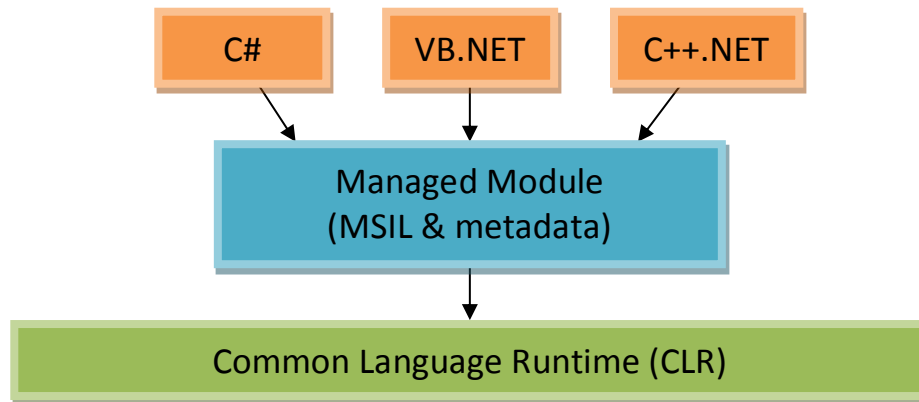 C#
VB.NET
C++.NET
Managed Module
(MSIL & metadata)
Common Language Runtime (CLR)